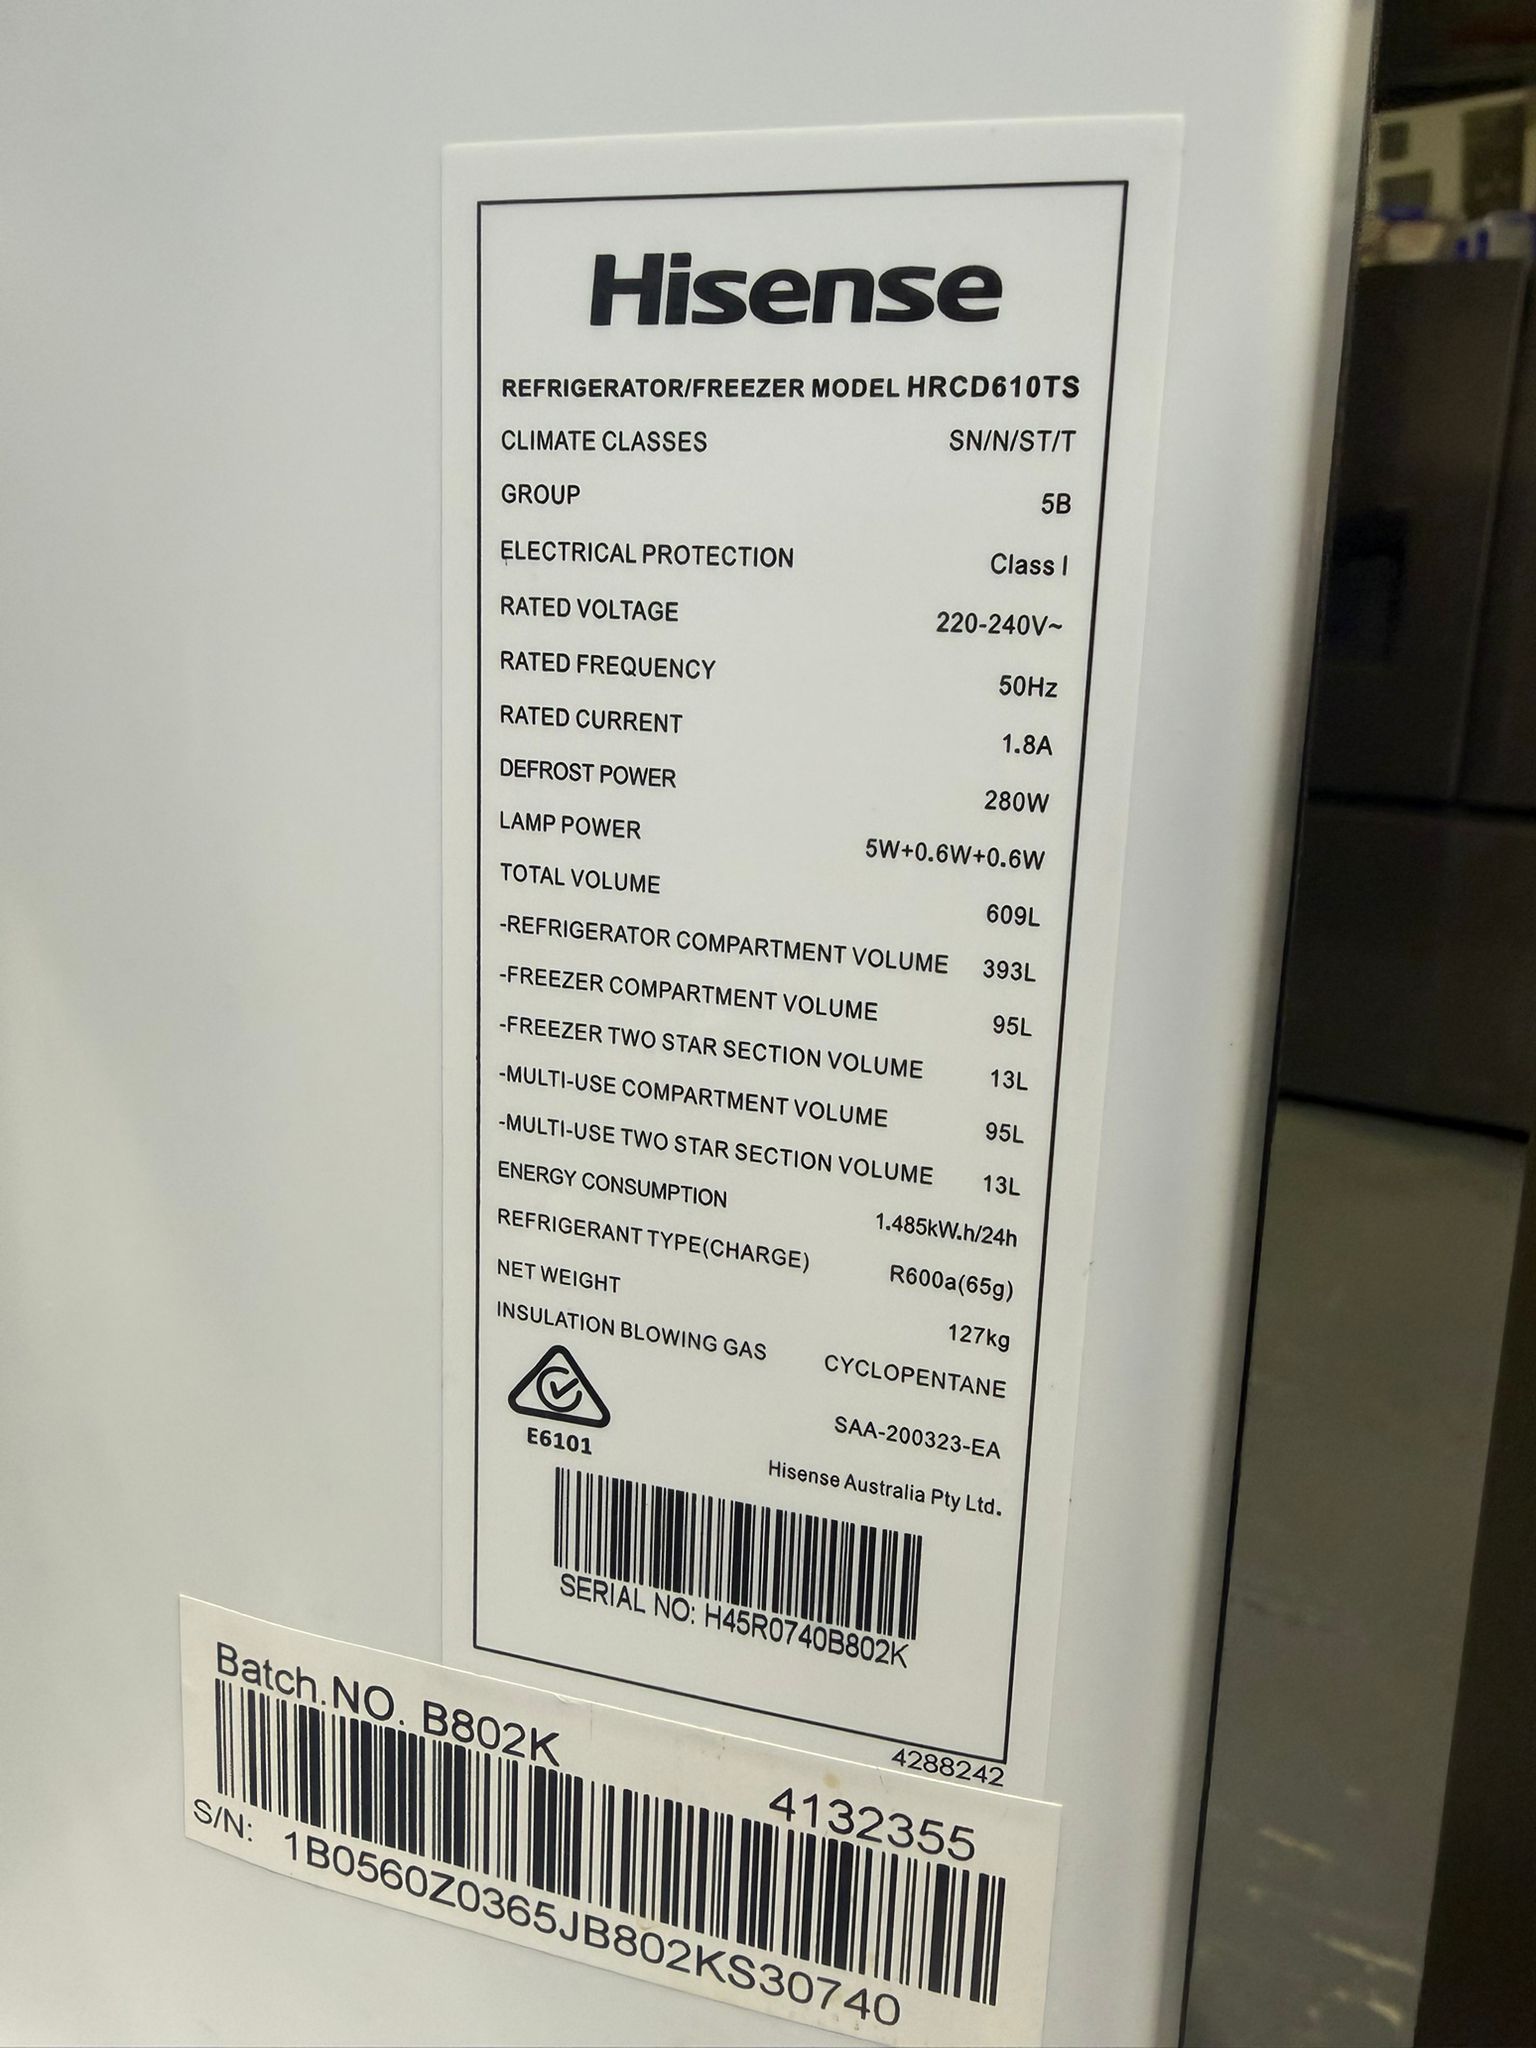 Hisense
REFRIGERATOR/FREEZER MODEL HRCD610TS
CLIMATE CLASSES SN/N/ST/T
GROUP 5B
ELECTRICAL PROTECTION Class I
RATED VOLTAGE 220-240V~
RATED FREQUENCY 50Hz
RATED CURRENT 1.8A
DEFROST POWER 280W
LAMP POWER 5W+0.6W+0.6W
TOTAL VOLUME 609L
-REFRIGERATOR COMPARTMENT VOLUME 393L
-FREEZER COMPARTMENT VOLUME 95L
-FREEZER TWO STAR SECTION VOLUME 13L
-MULTI-USE COMPARTMENT VOLUME 95L
-MULTI-USE TWO STAR SECTION VOLUME 13L
ENERGY CONSUMPTION 1.485kW.h/24h
REFRIGERANT TYPE(CHARGE) R600a(65g)
NET WEIGHT 127kg
INSULATION BLOWING GAS CYCLOPENTANE
SAA-200323-EA
E6101
Hisense Australia Pty Ltd.
SERIAL NO: H45R0740B802K
4288242
Batch.NO. B802K 4132355
S/N: 1B0560Z0365JB802KS30740